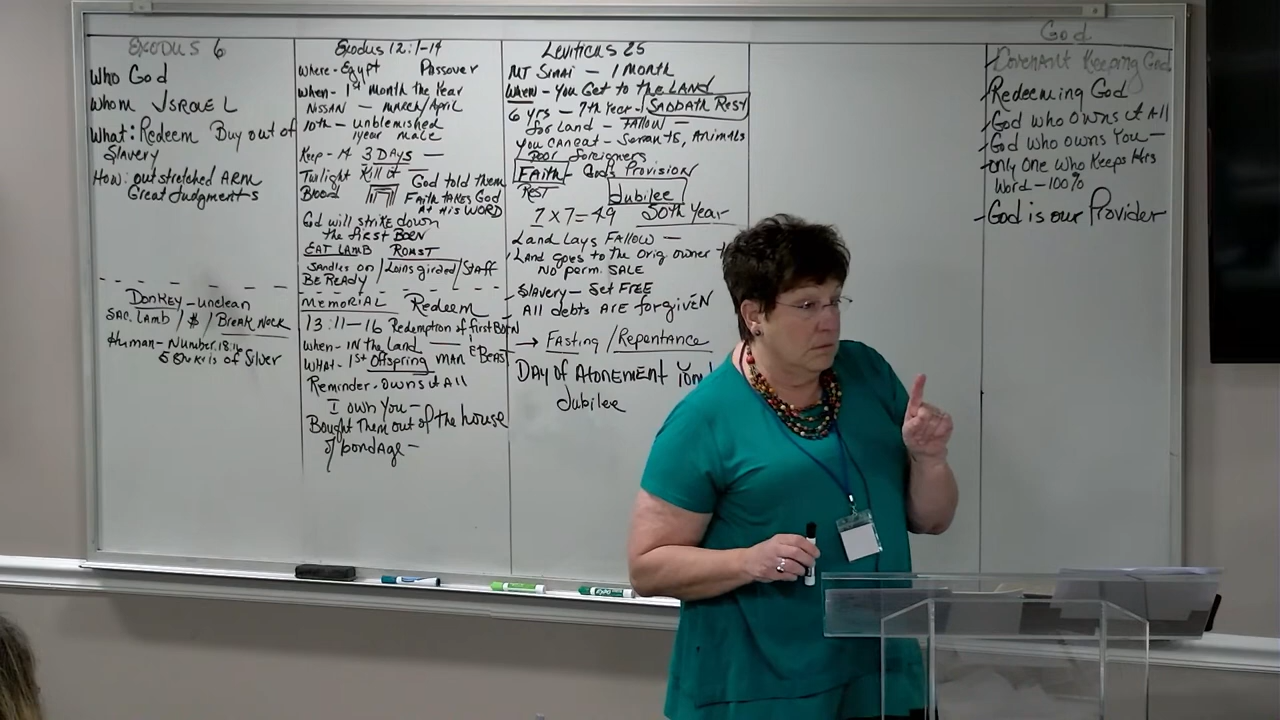 Exodus 6
Who God
Whom ISRAEL
What: Redeem Buy out of
Slavery
How: outstretched ARM
Great Judgments
Donkey - unclean
Sac. Lamb / $ / Break Neck
Human - Number 18:16
5 Shekels of Silver
Exodus 12:1-14
Where - Egypt Passover
When - 1st Month the Year
Nissan - March/April
10th - unblemished
1 year male
Keep - 14 3 DAYS -
Twilight Kill it
Blood God told them
FAITH TAKES GOD
At His WORD
God will strike down
the first BORN
EAT LAMB ROAST
Sandles on / Loins girded / Staff
BE READY
MEMORIAL Redeem
13:11-16 Redemption of first BORN
when - IN the Land
WHAT - 1st Offspring MAN & BEAST
Reminder - owns it All
I own You -
Bought Them out of the house
of bondage -
Leviticus 25
MT Sinai - 1 MONTH
When - You Get to the LAND
6 yrs - 7th Year - SABBATH REST
for Land - FALLOW -
you can eat - Servants, Animals
Poor foreigners
FAITH - God's Provision
REST
Jubilee
7 x 7 = 49 50th Year
Land Lays Fallow -
Land goes to the orig. owner
No perm. SALE
Slavery - Set FREE
All debts ARE forgiven
→ Fasting / Repentance
DAY of Atonement Yom
Jubilee
God
- Covenant Keeping God
- Redeeming God
- God who owns it All
- God who owns You -
- only One who Keeps His
Word - 100%
- God is our Provider